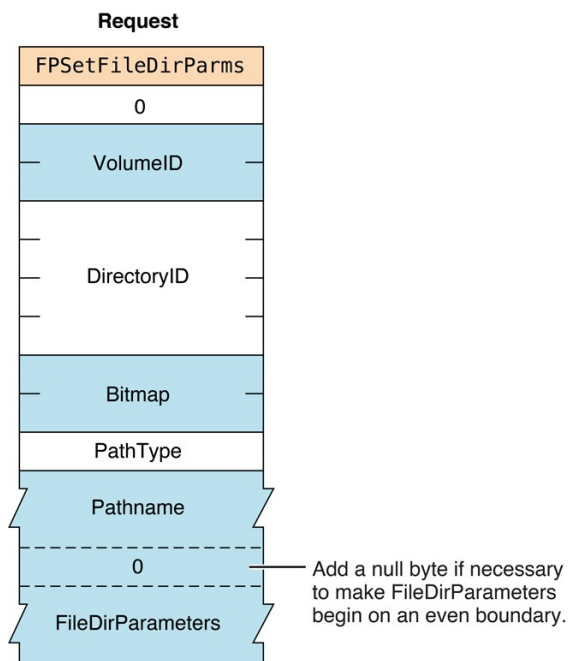 Request
FPSetFileDirParms
0
VolumeID
DirectoryID
Bitmap
PathType
Pathname
0
Add a null byte if necessary
to make FileDirParameters
begin on an even boundary.
FileDirParameters